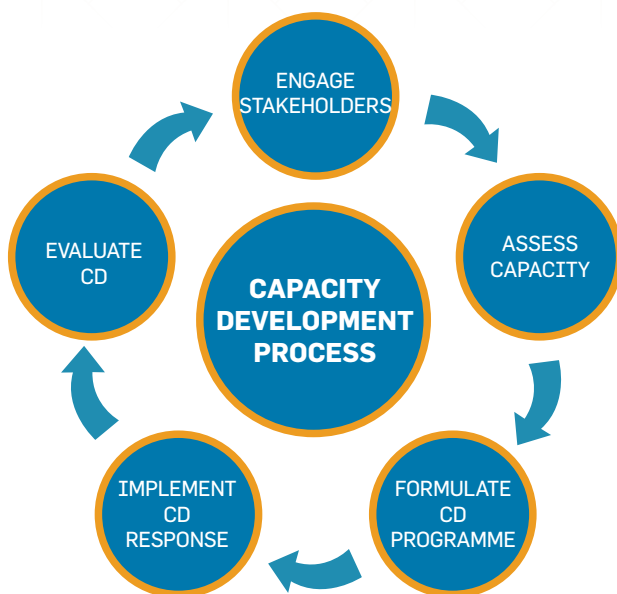 ENGAGE
STAKEHOLDERS
ASSESS
CAPACITY
FORMULATE
CD
PROGRAMME
IMPLEMENT
CD
RESPONSE
EVALUATE
CD
CAPACITY
DEVELOPMENT
PROCESS